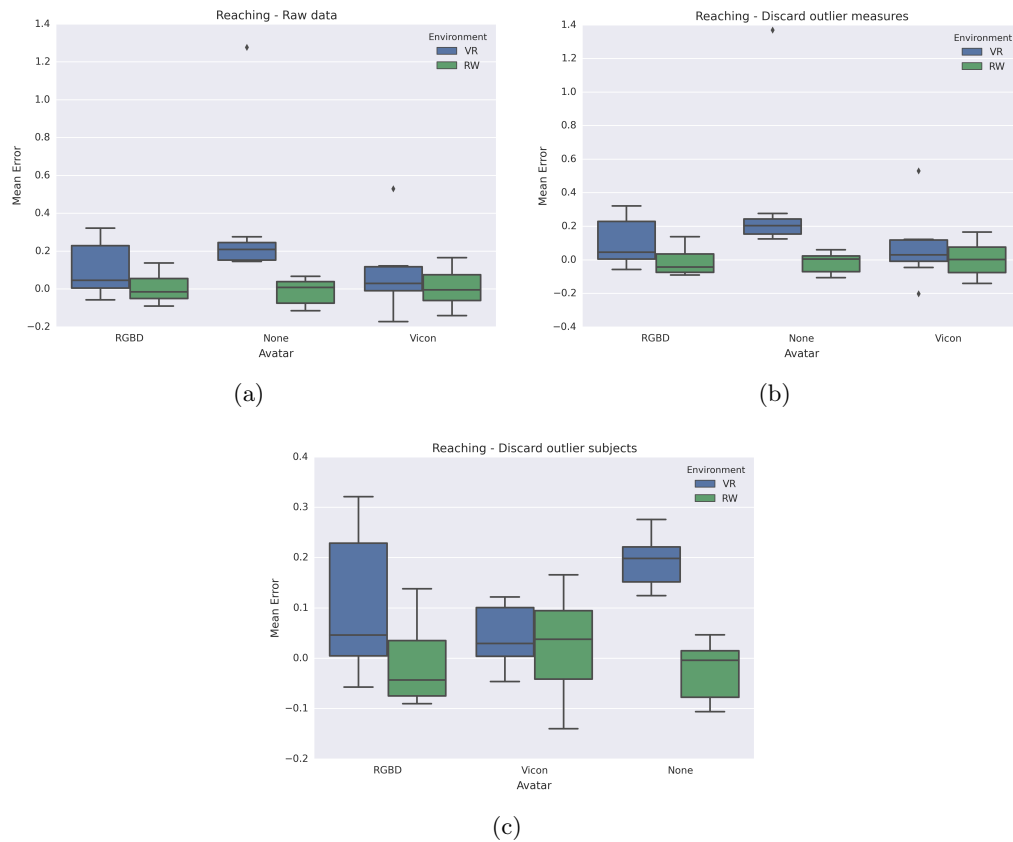 Reaching - Raw data
1.4
1.2
1.0
0.8
0.6
0.4
0.2
0.0
−0.2
Mean Error
Environment
VR
RW
RGBD None Vicon
Avatar
(a)
Reaching - Discard outlier measures
1.4
1.2
1.0
0.8
0.6
0.4
0.2
0.0
−0.2
−0.4
Mean Error
Environment
VR
RW
RGBD None Vicon
Avatar
(b)
Reaching - Discard outlier subjects
0.4
0.3
0.2
0.1
0.0
−0.1
−0.2
Mean Error
Environment
VR
RW
RGBD Vicon None
Avatar
(c)